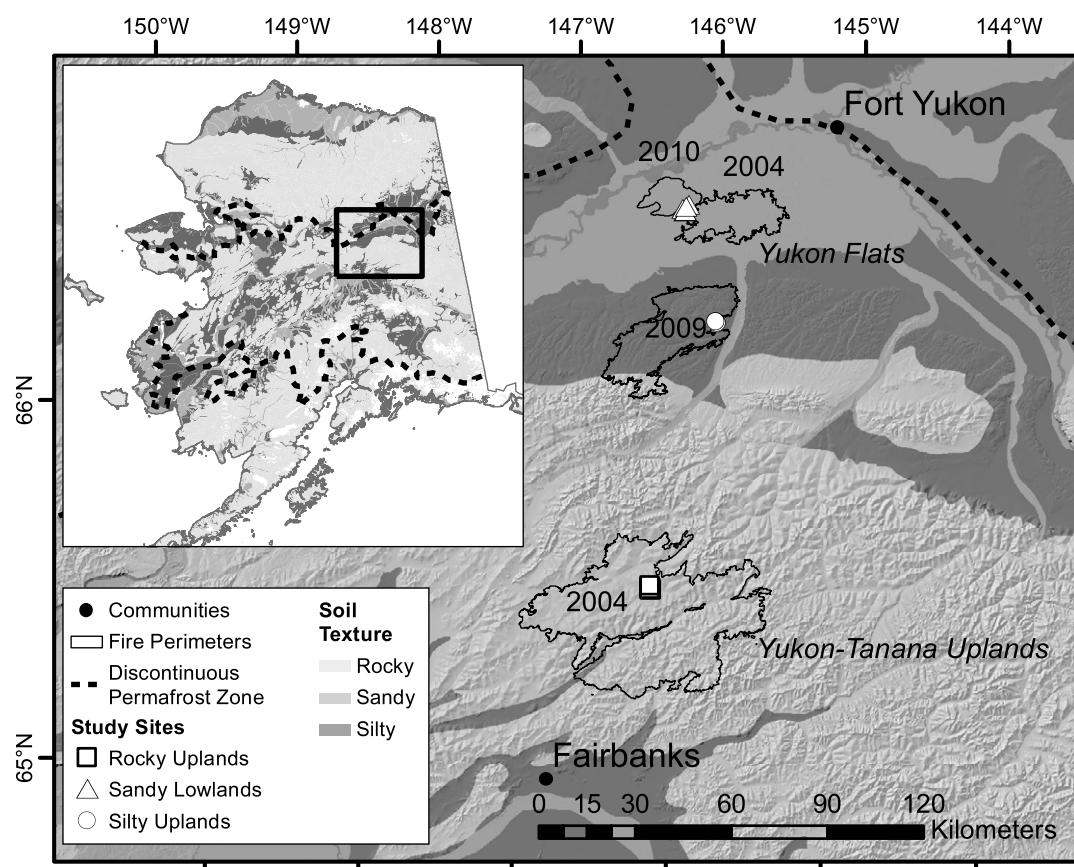 150°W 149°W 148°W 147°W 146°W 145°W 144°W
Fort Yukon
2010
2004
Yukon Flats
2009
66°N
2004
Yukon-Tanana Uplands
65°N
Fairbanks
0 15 30 60 90 120
Kilometers
Communities
Fire Perimeters
Discontinuous
Permafrost Zone
Study Sites
Rocky Uplands
Sandy Lowlands
Silty Uplands
Soil
Texture
Rocky
Sandy
Silty